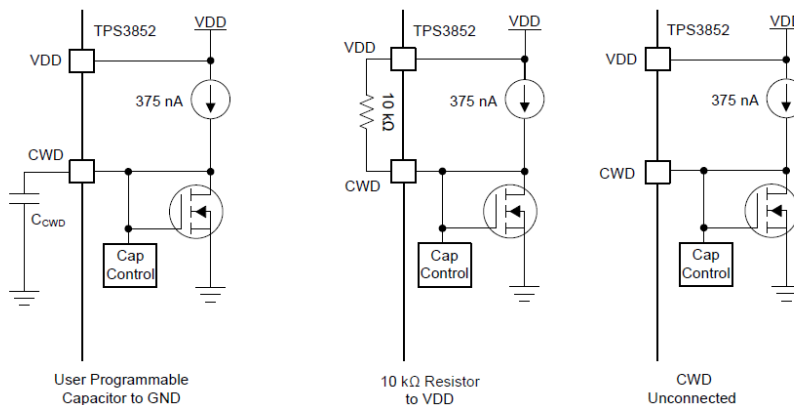 TPS3852
VDD
VDD
375 nA
CWD
CCWD
Cap
Control
User Programmable
Capacitor to GND
TPS3852
VDD
VDD
10 kΩ
375 nA
CWD
Cap
Control
10 kΩ Resistor
to VDD
TPS3852
VDD
VDD
375 nA
CWD
Cap
Control
CWD
Unconnected